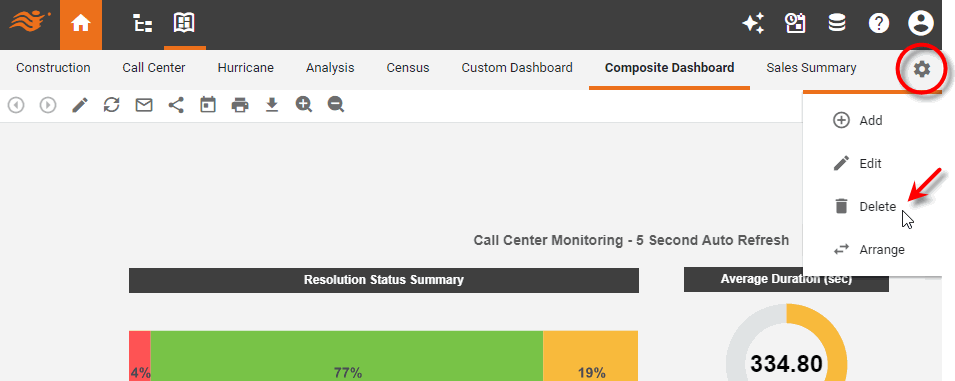 Construction Call Center Hurricane Analysis Census Custom Dashboard Composite Dashboard Sales Summary
Add
Edit
Delete
Arrange
Call Center Monitoring - 5 Second Auto Refresh
Resolution Status Summary
Average Duration (sec)
4% 77% 19%
334.80